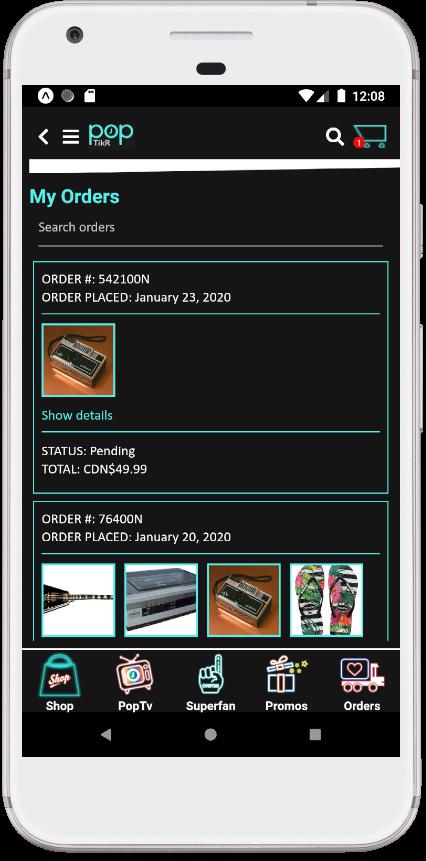 12:08
pop
TikR
1
My Orders
Search orders
ORDER #: 542100N
ORDER PLACED: January 23, 2020
Show details
STATUS: Pending
TOTAL: CDN$49.99
ORDER #: 76400N
ORDER PLACED: January 20, 2020
Shop
Shop PopTv Superfan Promos Orders